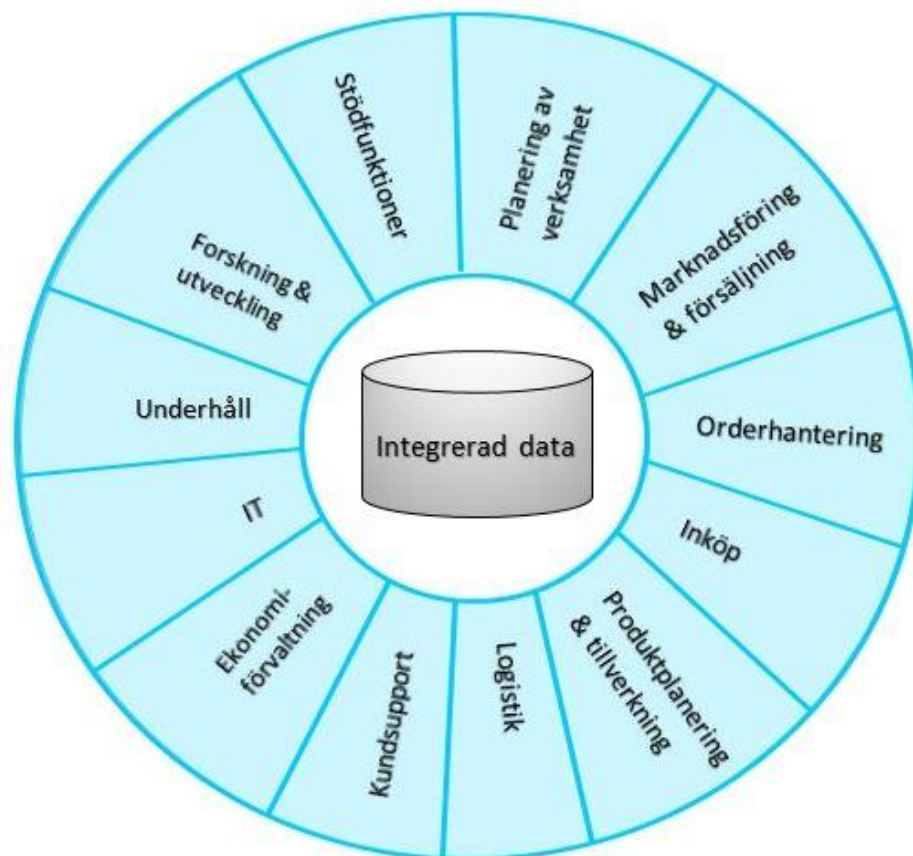 Planering av
verksamhet
Marknadsföring
& försäljning
Orderhantering
Inköp
Produktplanering
& tillverkning
Logistik
Kundsupport
Ekonomi-
förvaltning
IT
Underhåll
Forskning &
utveckling
Stödfunktioner
Integrerad data